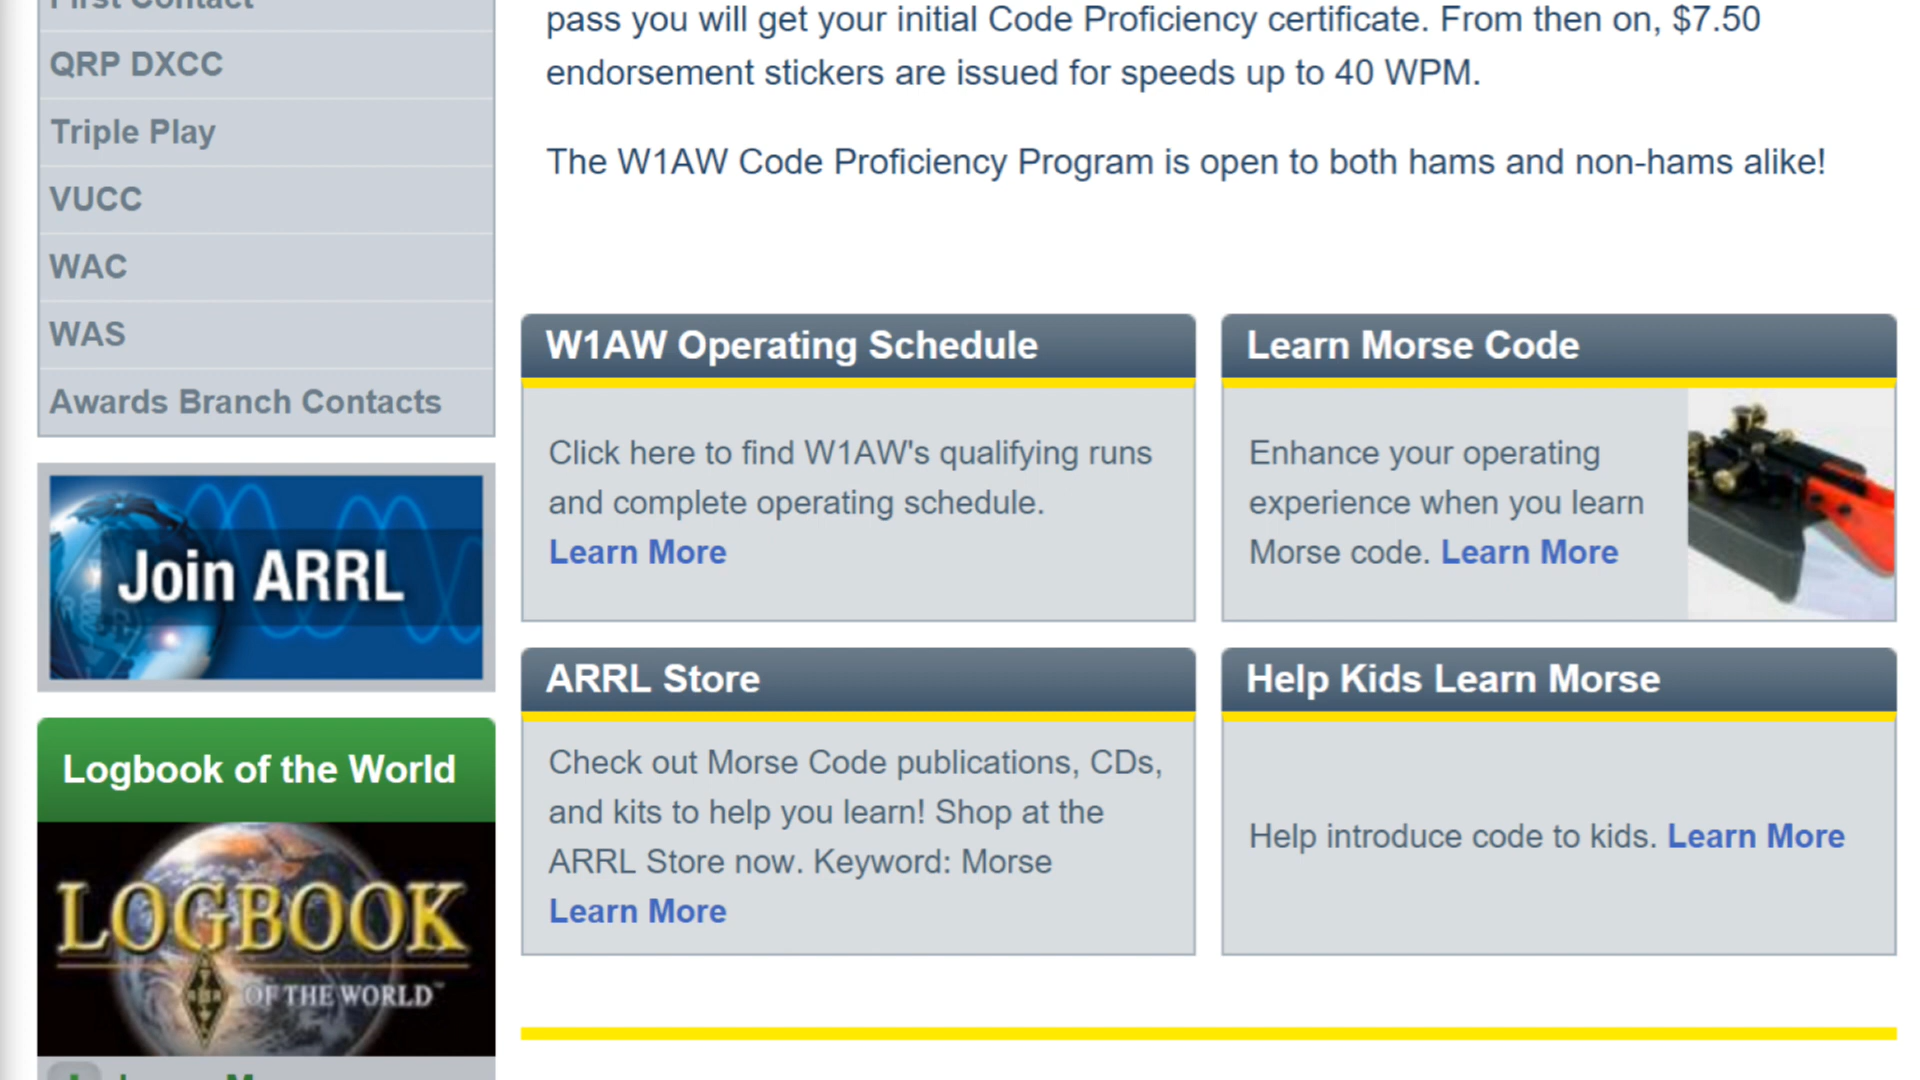 First Contact
QRP DXCC
Triple Play
VUCC
WAC
WAS
Awards Branch Contacts
Join ARRL
Logbook of the World
LOGBOOK
OF THE WORLD™
pass you will get your initial Code Proficiency certificate. From then on, $7.50
endorsement stickers are issued for speeds up to 40 WPM.
The W1AW Code Proficiency Program is open to both hams and non-hams alike!
W1AW Operating Schedule
Click here to find W1AW's qualifying runs
and complete operating schedule.
Learn More
Learn Morse Code
Enhance your operating
experience when you learn
Morse code. Learn More
ARRL Store
Check out Morse Code publications, CDs,
and kits to help you learn! Shop at the
ARRL Store now. Keyword: Morse
Learn More
Help Kids Learn Morse
Help introduce code to kids. Learn More